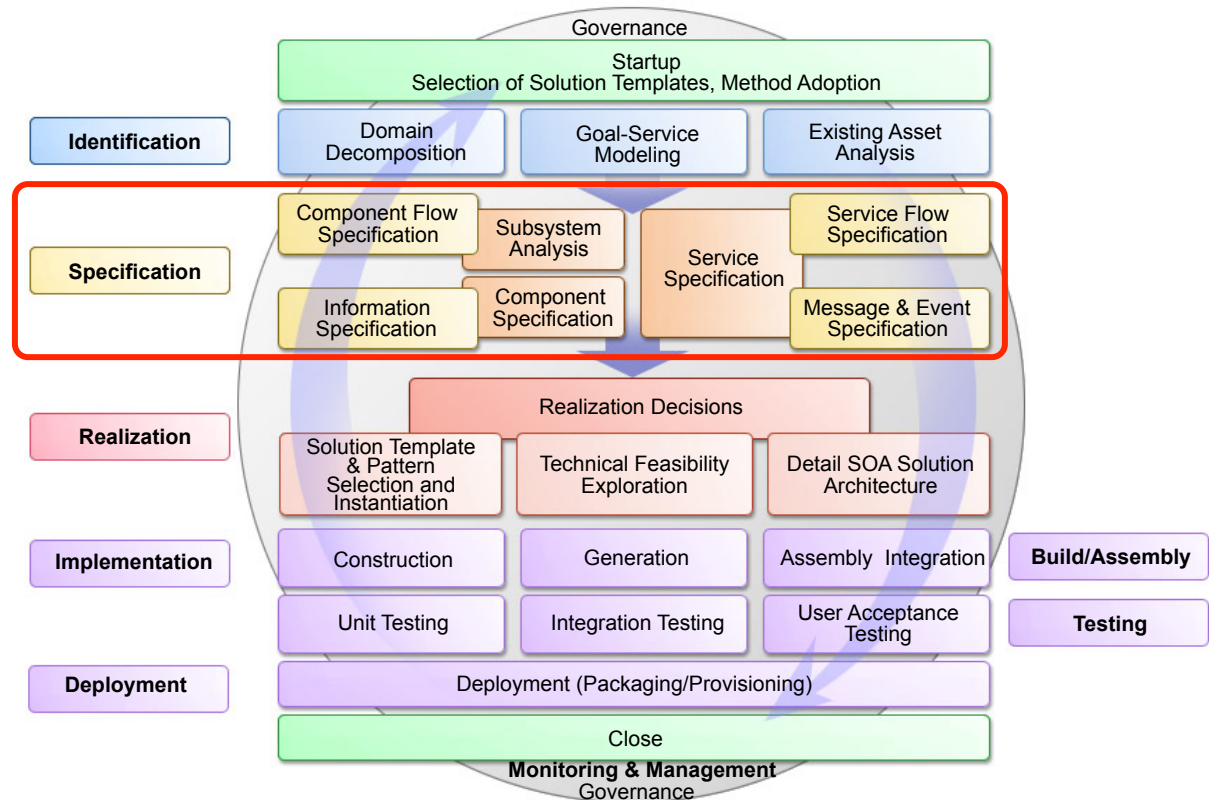 Governance
Startup
Selection of Solution Templates, Method Adoption
Identification
Domain
Decomposition
Goal-Service
Modeling
Existing Asset
Analysis
Specification
Component Flow
Specification
Subsystem
Analysis
Information
Specification
Component
Specification
Service
Specification
Service Flow
Specification
Message & Event
Specification
Realization
Realization Decisions
Solution Template
& Pattern
Selection and
Instantiation
Technical Feasibility
Exploration
Detail SOA Solution
Architecture
Implementation
Construction
Generation
Assembly Integration
Build/Assembly
Unit Testing
Integration Testing
User Acceptance
Testing
Testing
Deployment
Deployment (Packaging/Provisioning)
Close
Monitoring & Management
Governance